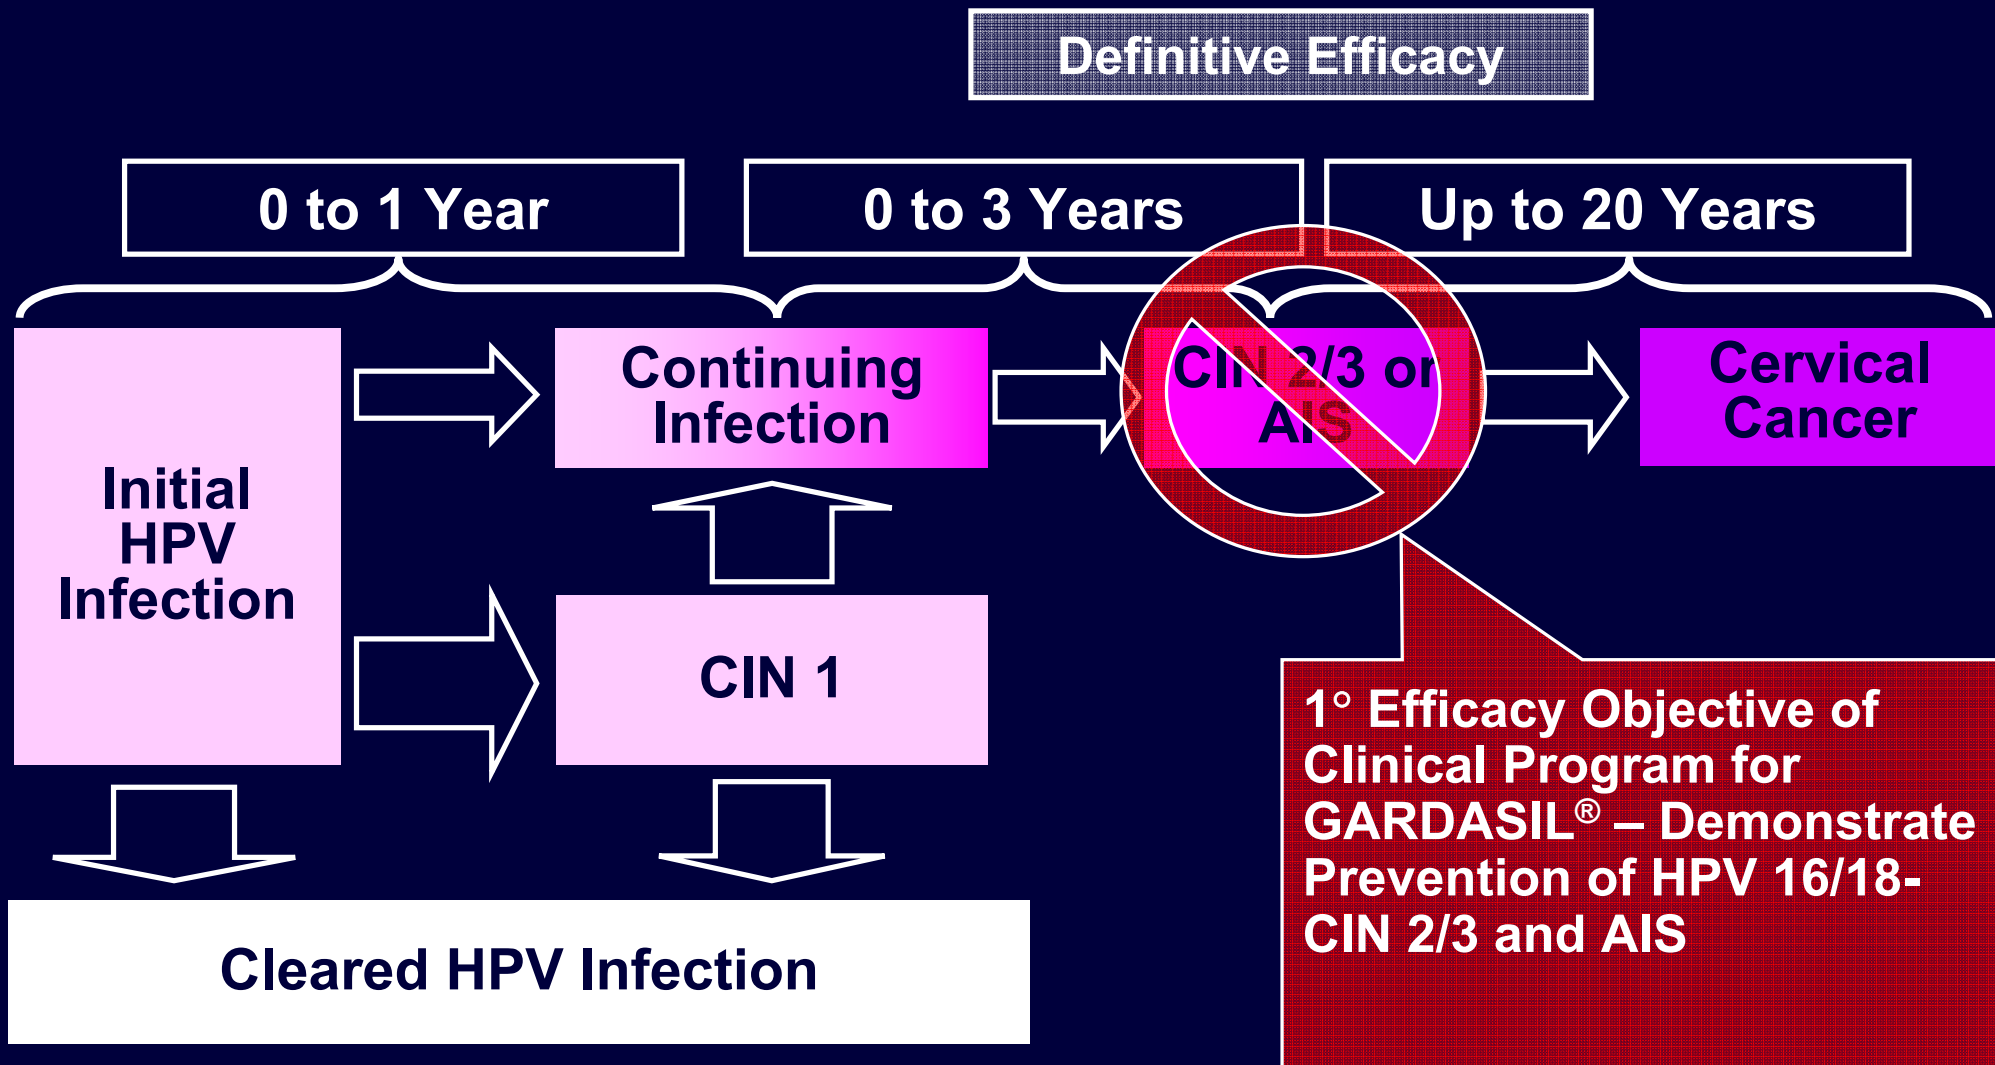 Definitive Efficacy
0 to 1 Year
0 to 3 Years
Up to 20 Years
Initial
HPV
Infection
Continuing
Infection
CIN 2/3 or
AIS
Cervical
Cancer
CIN 1
Cleared HPV Infection
1° Efficacy Objective of
Clinical Program for
GARDASIL® – Demonstrate
Prevention of HPV 16/18-
CIN 2/3 and AIS